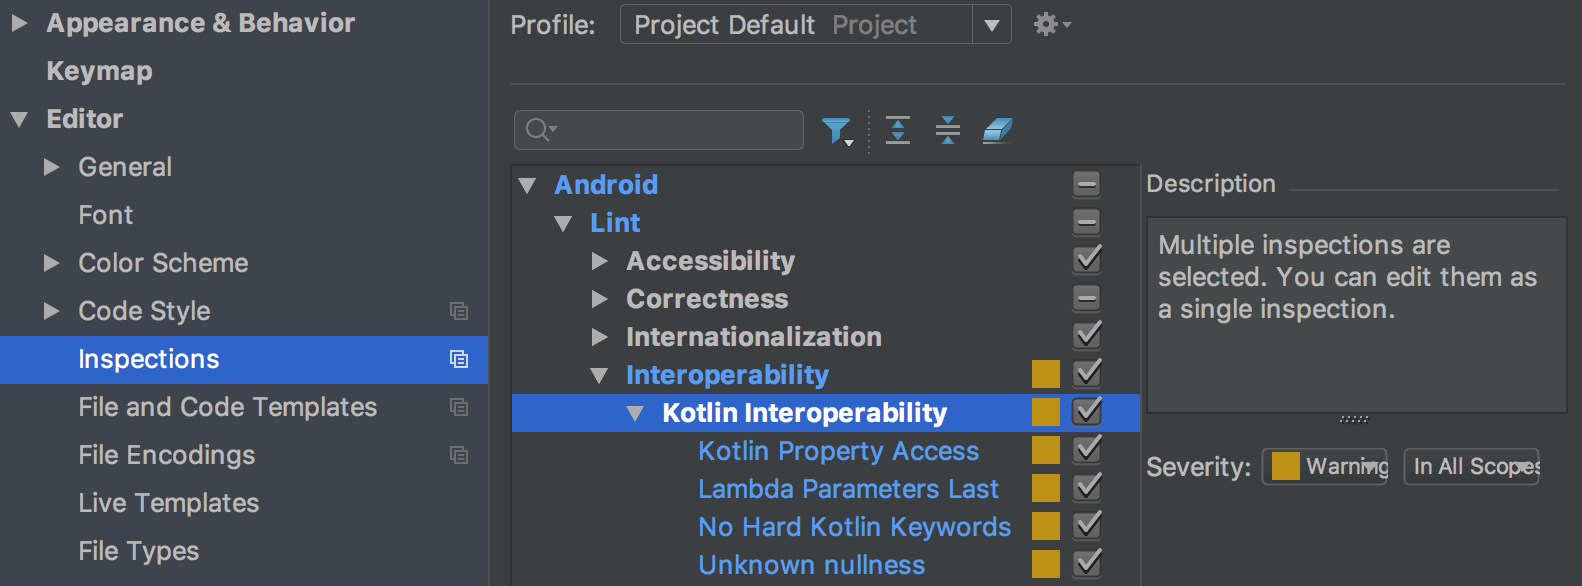 Appearance & Behavior
Keymap
Editor
General
Font
Color Scheme
Code Style
Inspections
File and Code Templates
File Encodings
Live Templates
File Types
Profile: Project Default Project
Android
Lint
Accessibility
Correctness
Internationalization
Interoperability
Kotlin Interoperability
Kotlin Property Access
Lambda Parameters Last
No Hard Kotlin Keywords
Unknown nullness
Description
Multiple inspections are
selected. You can edit them as
a single inspection.
Severity: Warning In All Scopes